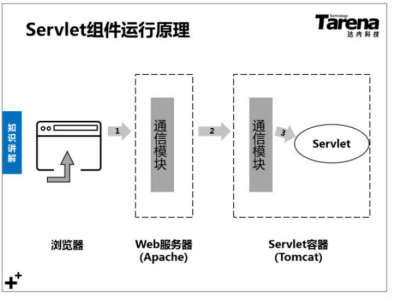 Servlet组件运行原理
Technology
Tarena
达内科技
知识讲解
1
通信模块
2
通信模块
3
Servlet
浏览器
Web服务器
(Apache)
Servlet容器
(Tomcat)